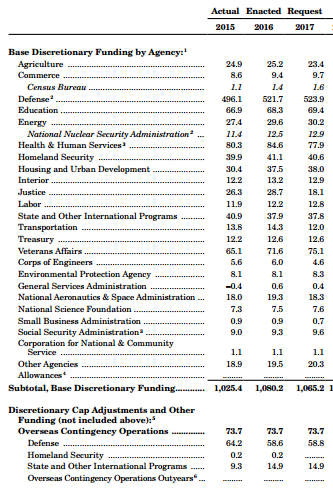 Actual Enacted Request
2015 2016 2017
Base Discretionary Funding by Agency:¹
Agriculture ........ 24.9 25.2 23.4
Commerce ........ 8.6 9.4 9.7
Census Bureau ........ 1.1 1.4 1.6
Defense² ........ 496.1 521.7 523.9
Education ........ 66.9 68.3 69.4
Energy ........ 27.4 29.6 30.2
National Nuclear Security Administration² ... 11.4 12.5 12.9
Health & Human Services³ ........ 80.3 84.6 77.9
Homeland Security ........ 39.9 41.1 40.6
Housing and Urban Development ........ 30.4 37.5 38.0
Interior ........ 12.2 13.2 12.9
Justice ........ 26.3 28.7 18.1
Labor ........ 11.9 12.2 12.8
State and Other International Programs ........ 40.9 37.9 37.8
Transportation ........ 13.8 14.3 12.0
Treasury ........ 12.2 12.6 12.6
Veterans Affairs ........ 65.1 71.6 75.1
Corps of Engineers ........ 5.6 6.0 4.6
Environmental Protection Agency ........ 8.1 8.1 8.3
General Services Administration ........ –0.4 0.6 0.4
National Aeronautics & Space Administration ... 18.0 19.3 18.3
National Science Foundation ........ 7.3 7.5 7.6
Small Business Administration ........ 0.9 0.9 0.7
Social Security Administration³ ........ 9.0 9.3 9.6
Corporation for National & Community
Service ........ 1.1 1.1 1.1
Other Agencies ........ 18.9 19.5 20.3
Allowances⁴ ........ ......... ......... .........
Subtotal, Base Discretionary Funding............ 1,025.4 1,080.2 1,065.2 1
Discretionary Cap Adjustments and Other
Funding (not included above):⁵
Overseas Contingency Operations ........ 73.7 73.7 73.7
Defense ........ 64.2 58.6 58.8
Homeland Security ........ 0.2 0.2 .........
State and Other International Programs ...... 9.3 14.9 14.9
Overseas Contingency Operations Outyears⁶ ... ......... ......... .........